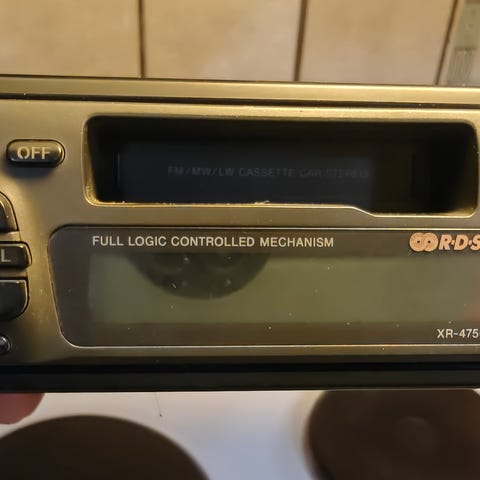 OFF
FM/MW/LW CASSETTE CAR STEREO
L
FULL LOGIC CONTROLLED MECHANISM
R·D·S
XR-475